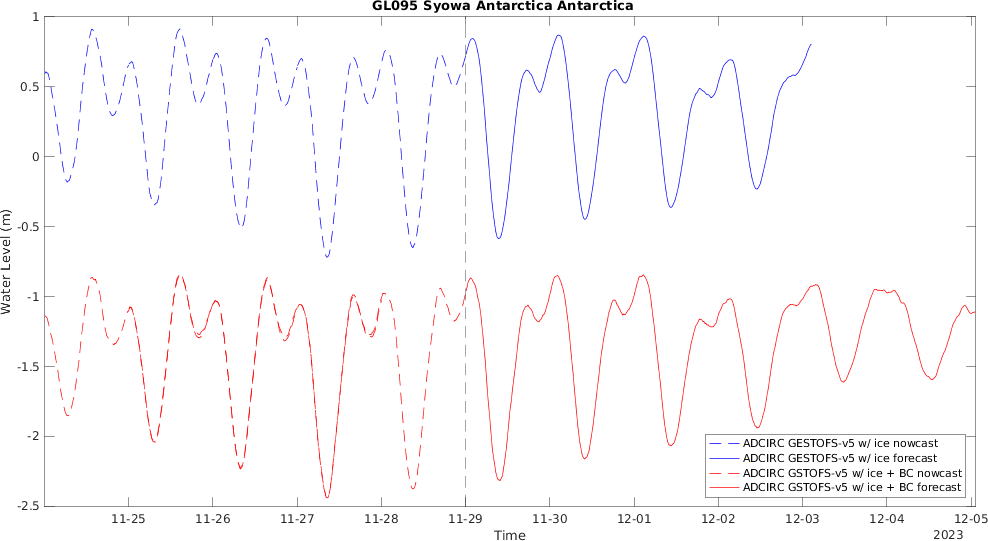 GL095 Syowa Antarctica Antarctica
1
0.5
0
-0.5
-1
-1.5
-2
-2.5
Water Level (m)
ADCIRC GESTOFS-v5 w/ ice nowcast
ADCIRC GESTOFS-v5 w/ ice forecast
ADCIRC GSTOFS-v5 w/ ice + BC nowcast
ADCIRC GSTOFS-v5 w/ ice + BC forecast
11-25 11-26 11-27 11-28 11-29 11-30 12-01 12-02 12-03 12-04 12-05
Time
2023